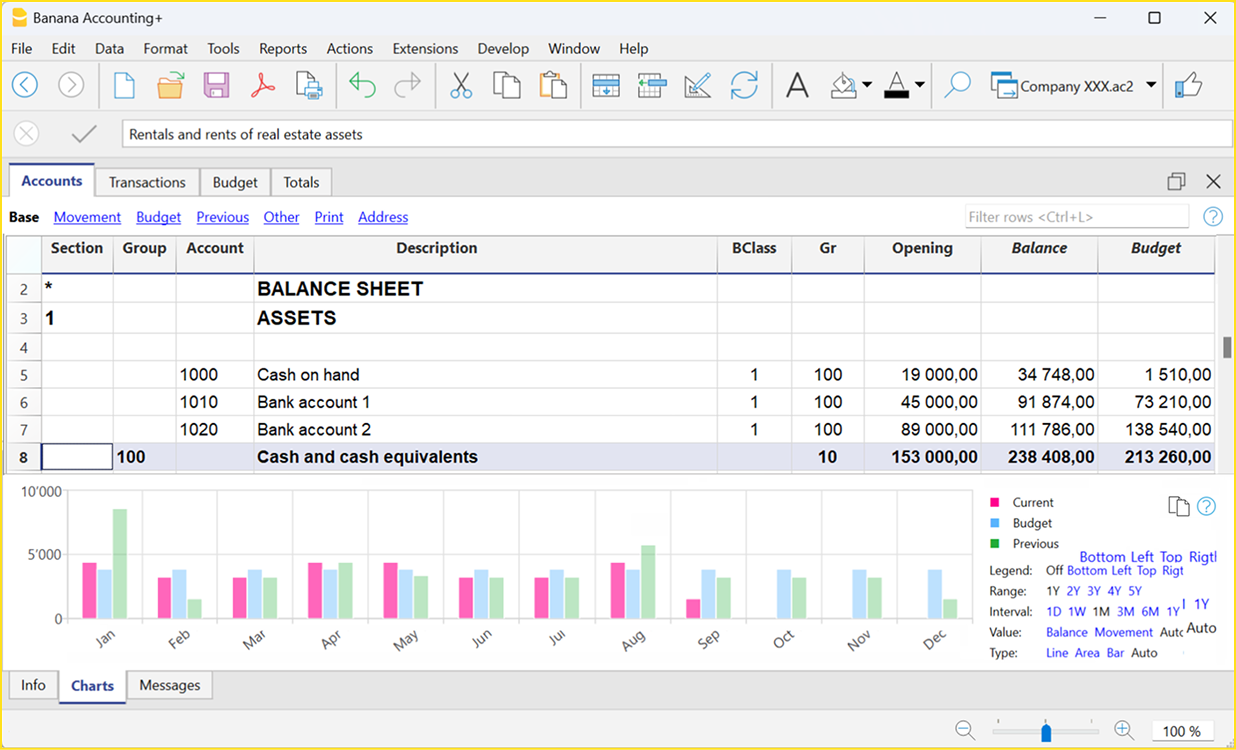 Banana Accounting+
File Edit Data Format Tools Reports Actions Extensions Develop Window Help
A A Company XXX.ac2
Rentals and rents of real estate assets
Accounts Transactions Budget Totals
Base Movement Budget Previous Other Print Address Filter rows <Ctrl+L> ?
Section Group Account Description BClass Gr Opening Balance Budget
2 * BALANCE SHEET
3 1 ASSETS
4
5 1000 Cash on hand 1 100 19 000,00 34 748,00 1 510,00
6 1010 Bank account 1 1 100 45 000,00 91 874,00 73 210,00
7 1020 Bank account 2 1 100 89 000,00 111 786,00 138 540,00
8 100 Cash and cash equivalents 10 153 000,00 238 408,00 213 260,00
10'000
5'000
0
Jan Feb Mar Apr May Jun Jul Aug Sep Oct Nov Dec
Current ?
Budget
Previous
Bottom Left Top Rigtl
Legend: Off Bottom Left Top Rigt
Range: 1Y 2Y 3Y 4Y 5Y
Interval: 1D 1W 1M 3M 6M 1Y 1Y
Value: Balance Movement Auto Auto
Type: Line Area Bar Auto
Info Charts Messages
100 %